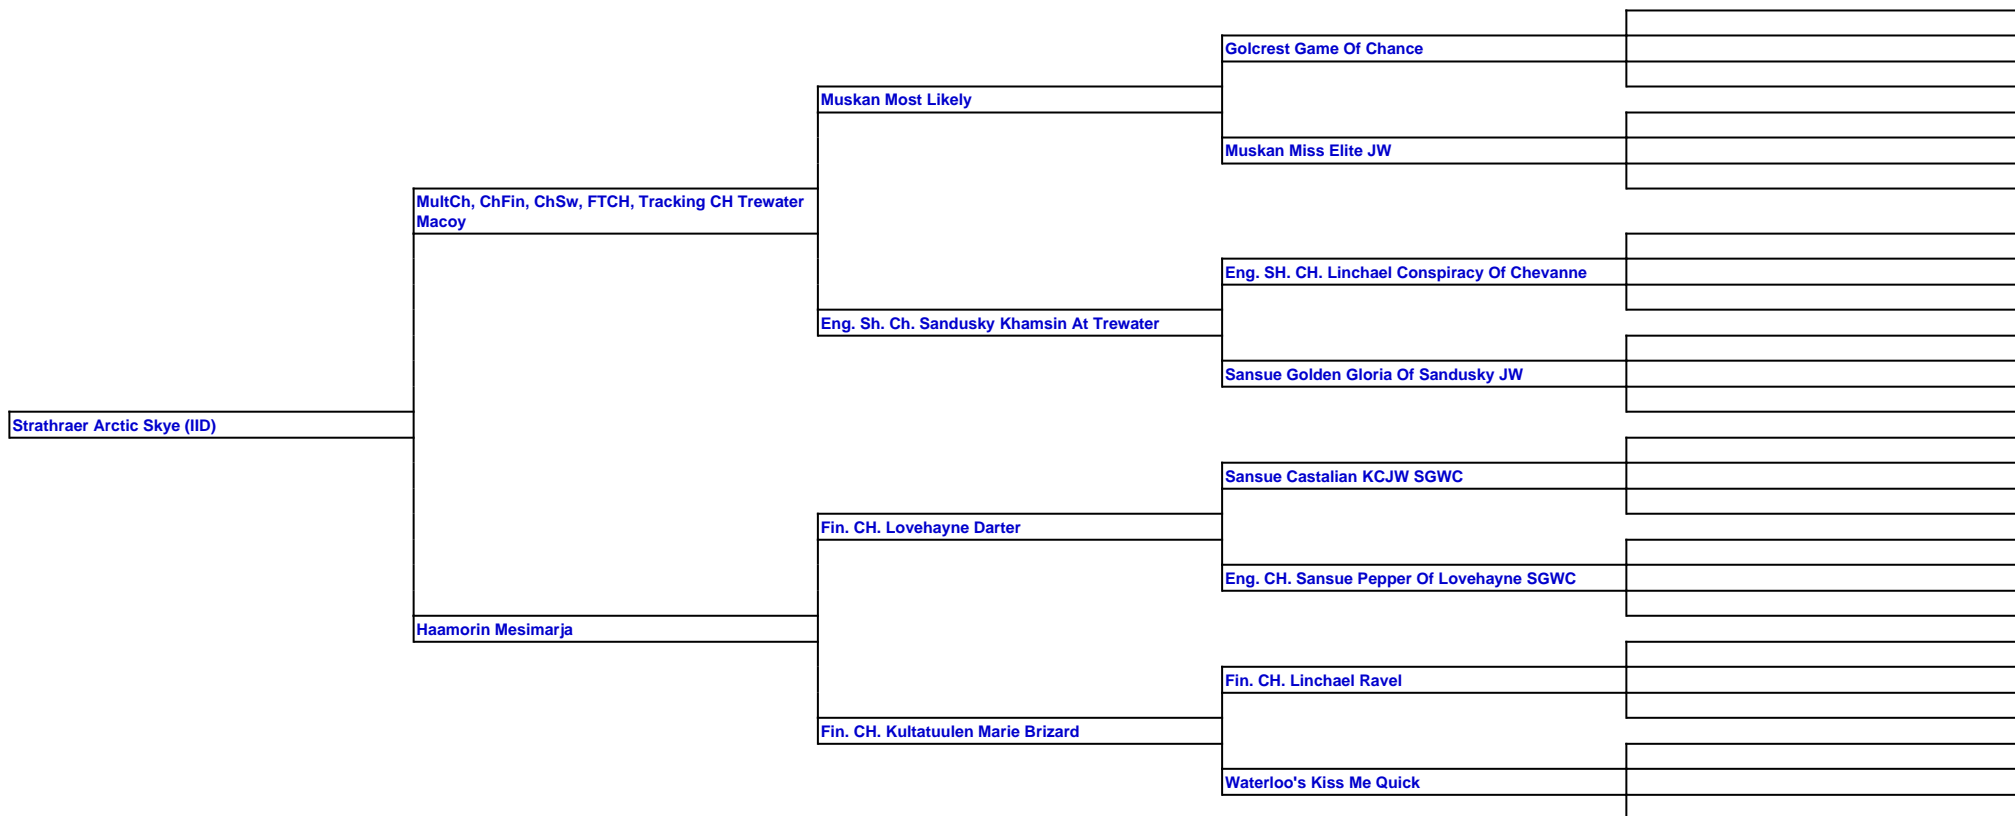 Golcrest Game Of Chance
Muskan Most Likely
Muskan Miss Elite JW
MultCh, ChFin, ChSw, FTCH, Tracking CH Trewater
Macoy
Eng. SH. CH. Linchael Conspiracy Of Chevanne
Eng. Sh. Ch. Sandusky Khamsin At Trewater
Sansue Golden Gloria Of Sandusky JW
Strathraer Arctic Skye (IID)
Sansue Castalian KCJW SGWC
Fin. CH. Lovehayne Darter
Eng. CH. Sansue Pepper Of Lovehayne SGWC
Haamorin Mesimarja
Fin. CH. Linchael Ravel
Fin. CH. Kultatuulen Marie Brizard
Waterloo's Kiss Me Quick